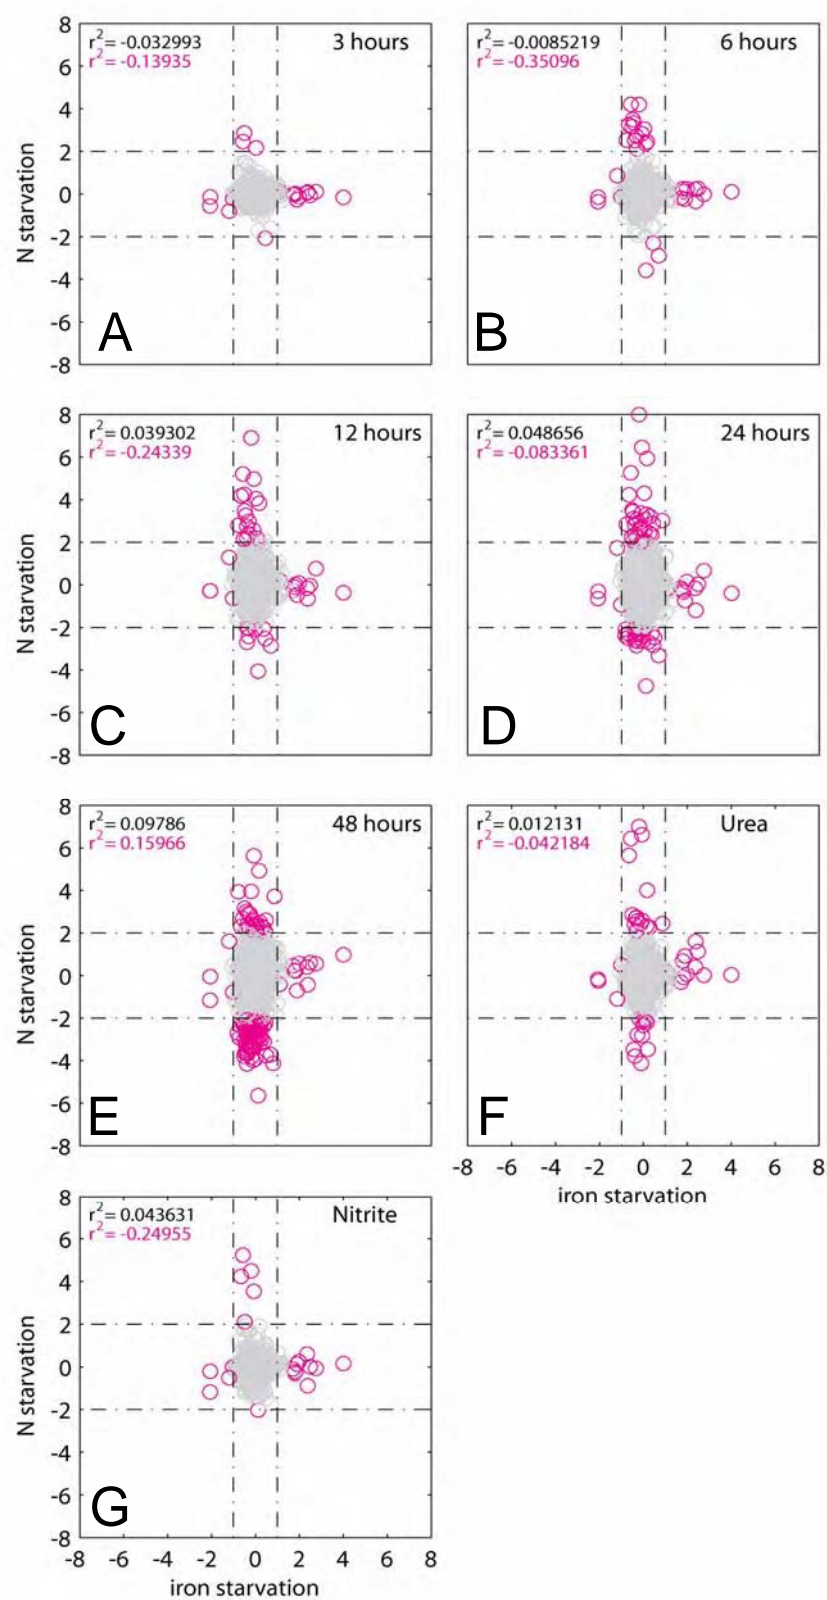 8
r²= -0.032993
3 hours
r²= -0.13935
6
4
2
0
-2
-4
-6
-8
N starvation
A
r²= -0.0085219
6 hours
r²= -0.35096
B
8
r²= 0.039302
12 hours
r²= -0.24339
6
4
2
0
-2
-4
-6
-8
N starvation
C
r²= 0.048656
24 hours
r²= -0.083361
D
8
r²= 0.09786
48 hours
r²= 0.15966
6
4
2
0
-2
-4
-6
-8
N starvation
E
r²= 0.012131
Urea
r²= -0.042184
F
-8 -6 -4 -2 0 2 4 6 8
iron starvation
8
r²= 0.043631
Nitrite
r²= -0.24955
6
4
2
0
-2
-4
-6
-8
N starvation
G
-8 -6 -4 -2 0 2 4 6 8
iron starvation